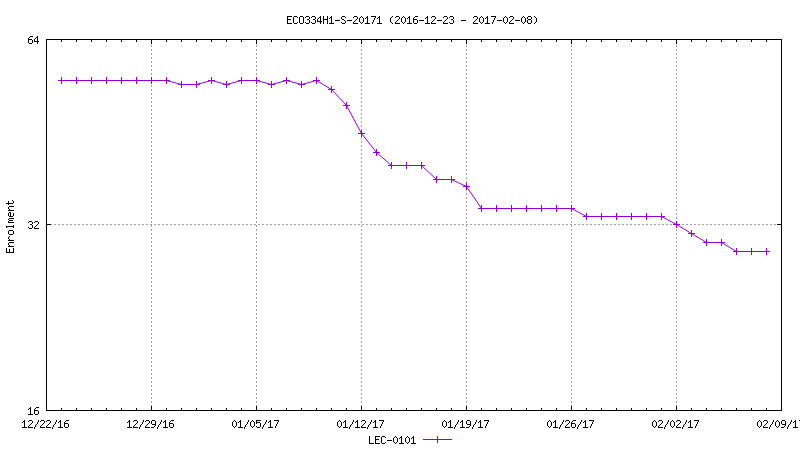 ECO334H1-S-20171 (2016-12-23 - 2017-02-08)
64
32
16
Enrolment
12/22/16 12/29/16 01/05/17 01/12/17 01/19/17 01/26/17 02/02/17 02/09/1
LEC-0101